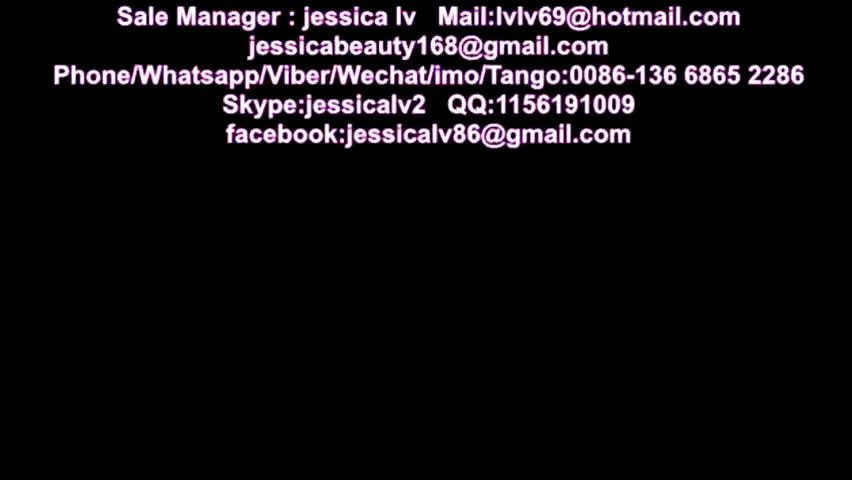 Sale Manager : jessica lv   Mail:lvlv69@hotmail.com
jessicabeauty168@gmail.com
Phone/Whatsapp/Viber/Wechat/imo/Tango:0086-136 6865 2286
Skype:jessicalv2   QQ:1156191009
facebook:jessicalv86@gmail.com